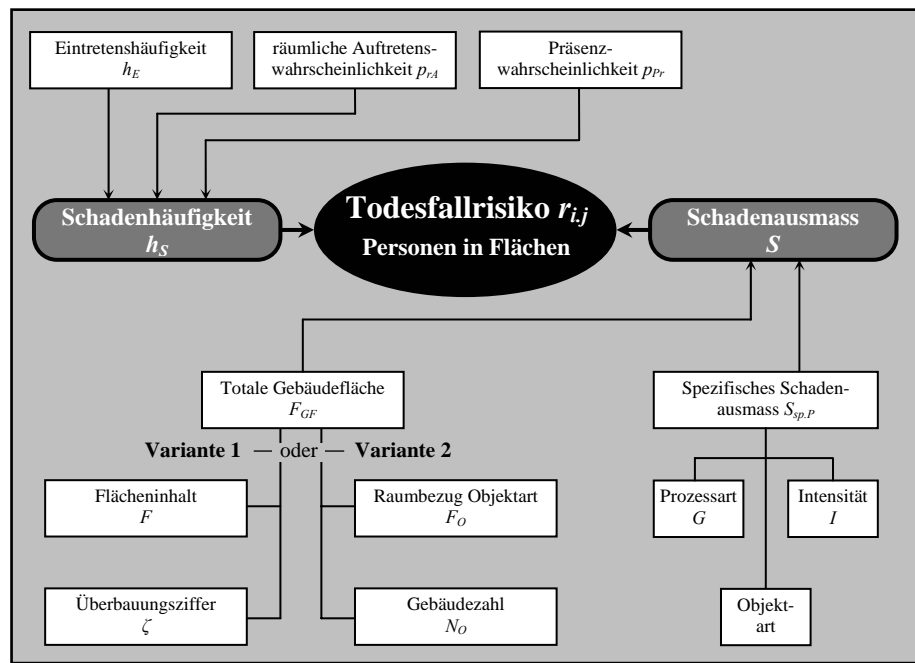 Eintretenshäufigkeit
h_E
räumliche Auftretens-
wahrscheinlichkeit p_rA
Präsenz-
wahrscheinlichkeit p_Pr
Schadenhäufigkeit
h_S
Todesfallrisiko r_i.j
Personen in Flächen
Schadenausmass
S
Totale Gebäudefläche
F_GF
Spezifisches Schaden-
ausmass S_sp.P
Variante 1 — oder — Variante 2
Flächeninhalt
F
Raumbezug Objektart
F_O
Prozessart
G
Intensität
I
Überbauungsziffer
ζ
Gebäudezahl
N_O
Objekt-
art